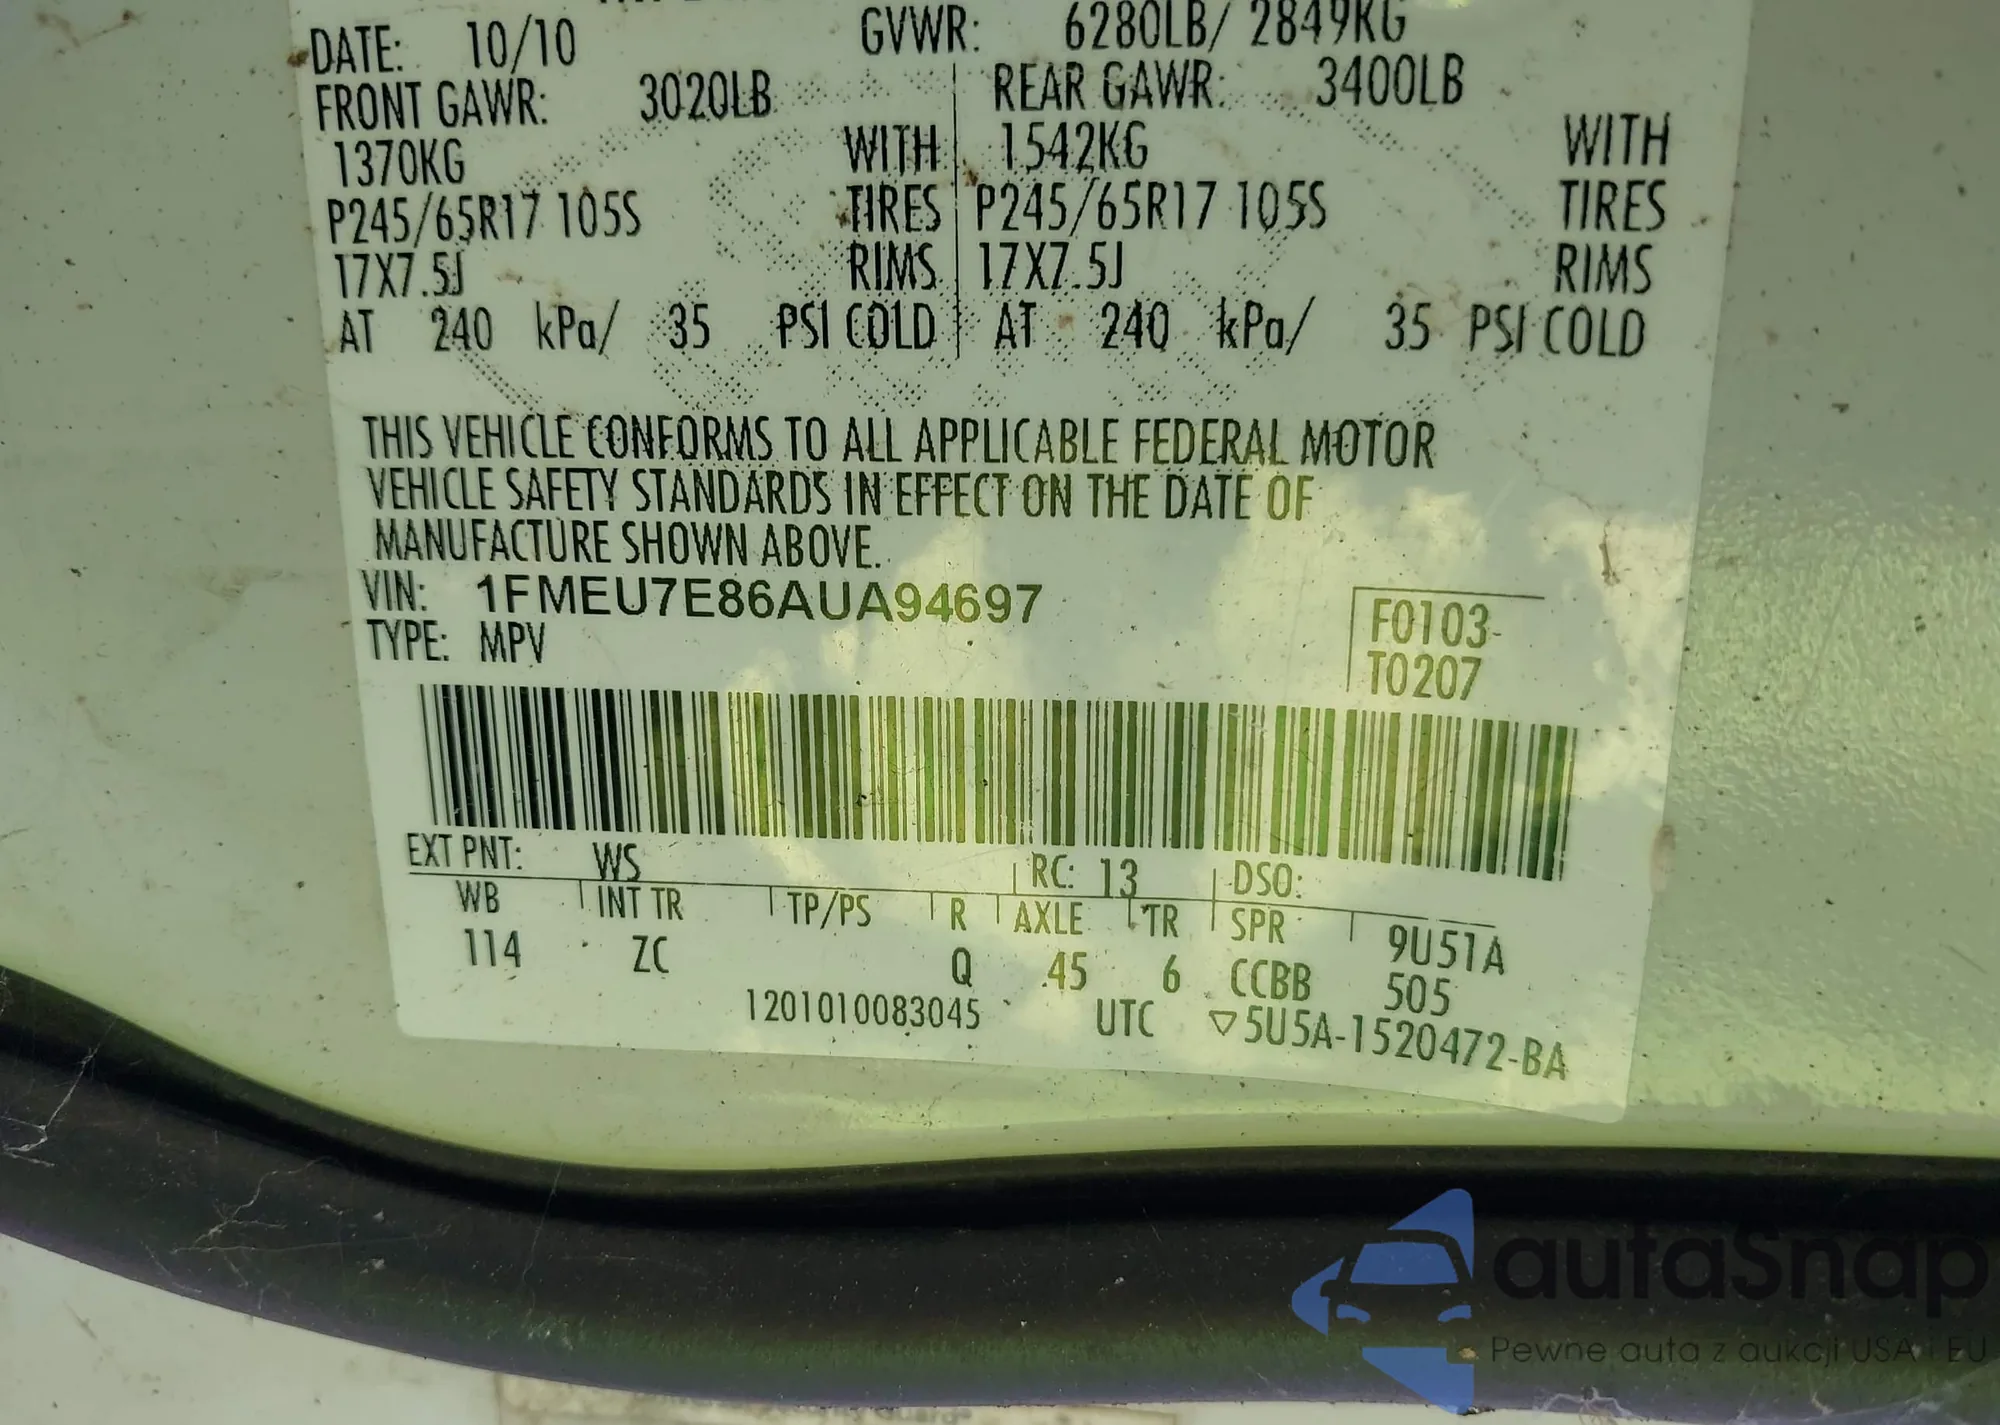 DATE: 10/10 GVWR: 6280LB/ 2849KG
FRONT GAWR: 3020LB REAR GAWR: 3400LB
1370KG WITH 1542KG WITH
P245/65R17 105S TIRES P245/65R17 105S TIRES
17X7.5J RIMS 17X7.5J RIMS
AT 240 kPa/ 35 PSI COLD AT 240 kPa/ 35 PSI COLD
THIS VEHICLE CONFORMS TO ALL APPLICABLE FEDERAL MOTOR
VEHICLE SAFETY STANDARDS IN EFFECT ON THE DATE OF
MANUFACTURE SHOWN ABOVE.
VIN: 1FMEU7E86AUA94697
F0103-
TYPE: MPV
T0207
EXT PNT: WS RC: 13 DSO:
WB INT TR TP/PS R AXLE TR SPR 9U51A
114 ZC Q 45 6 CCBB 505
1201010083045 UTC ▽5U5A-1520472-BA
autaSnap
Pewne auta z aukcji USA i EU